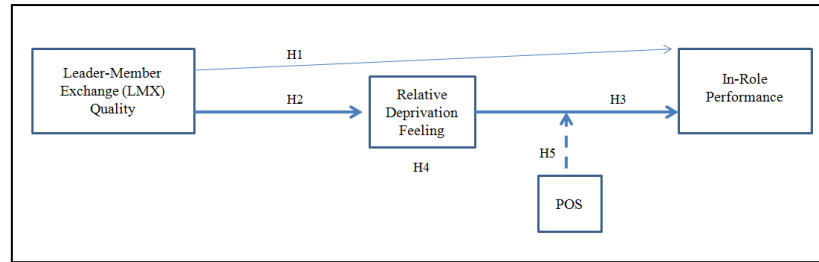 H1
Leader-Member
Exchange (LMX)
Quality
H2
Relative
Deprivation
Feeling
H3
In-Role
Performance
H4
H5
POS